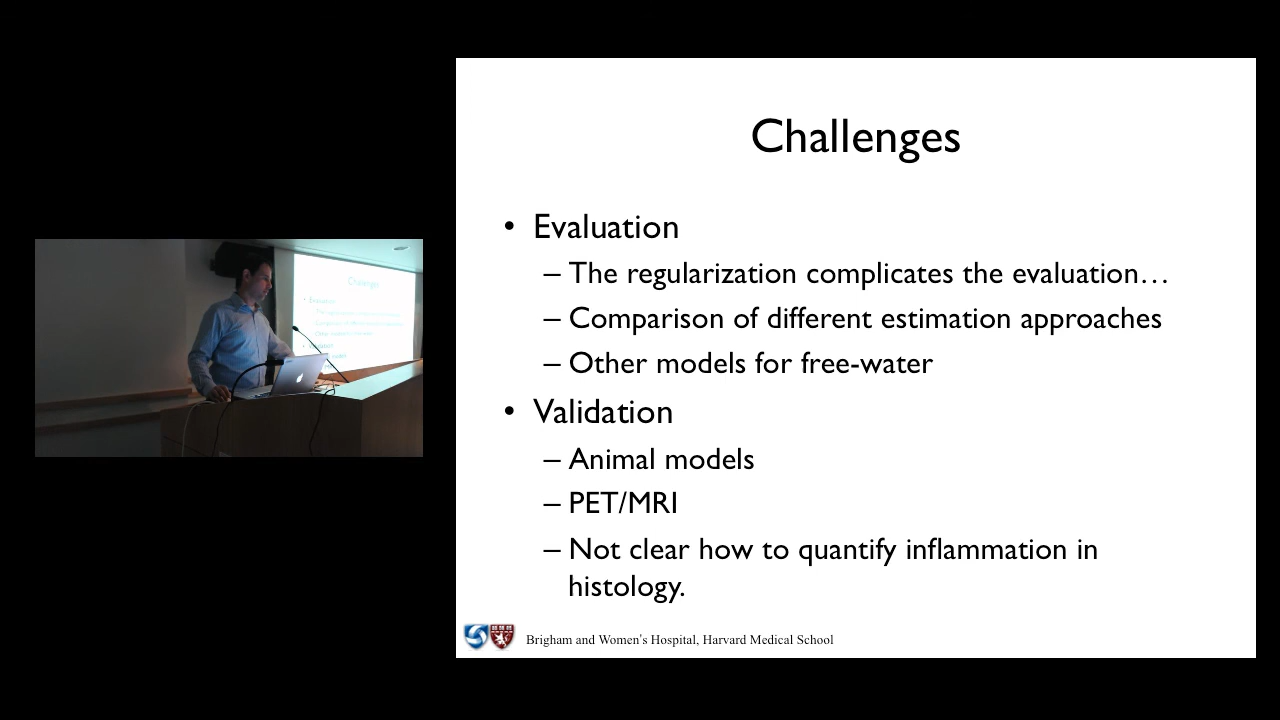 Challenges
• Evaluation
– The regularization complicates the evaluation…
– Comparison of different estimation approaches
– Other models for free-water
• Validation
– Animal models
– PET/MRI
– Not clear how to quantify inflammation in
histology.
Brigham and Women's Hospital, Harvard Medical School